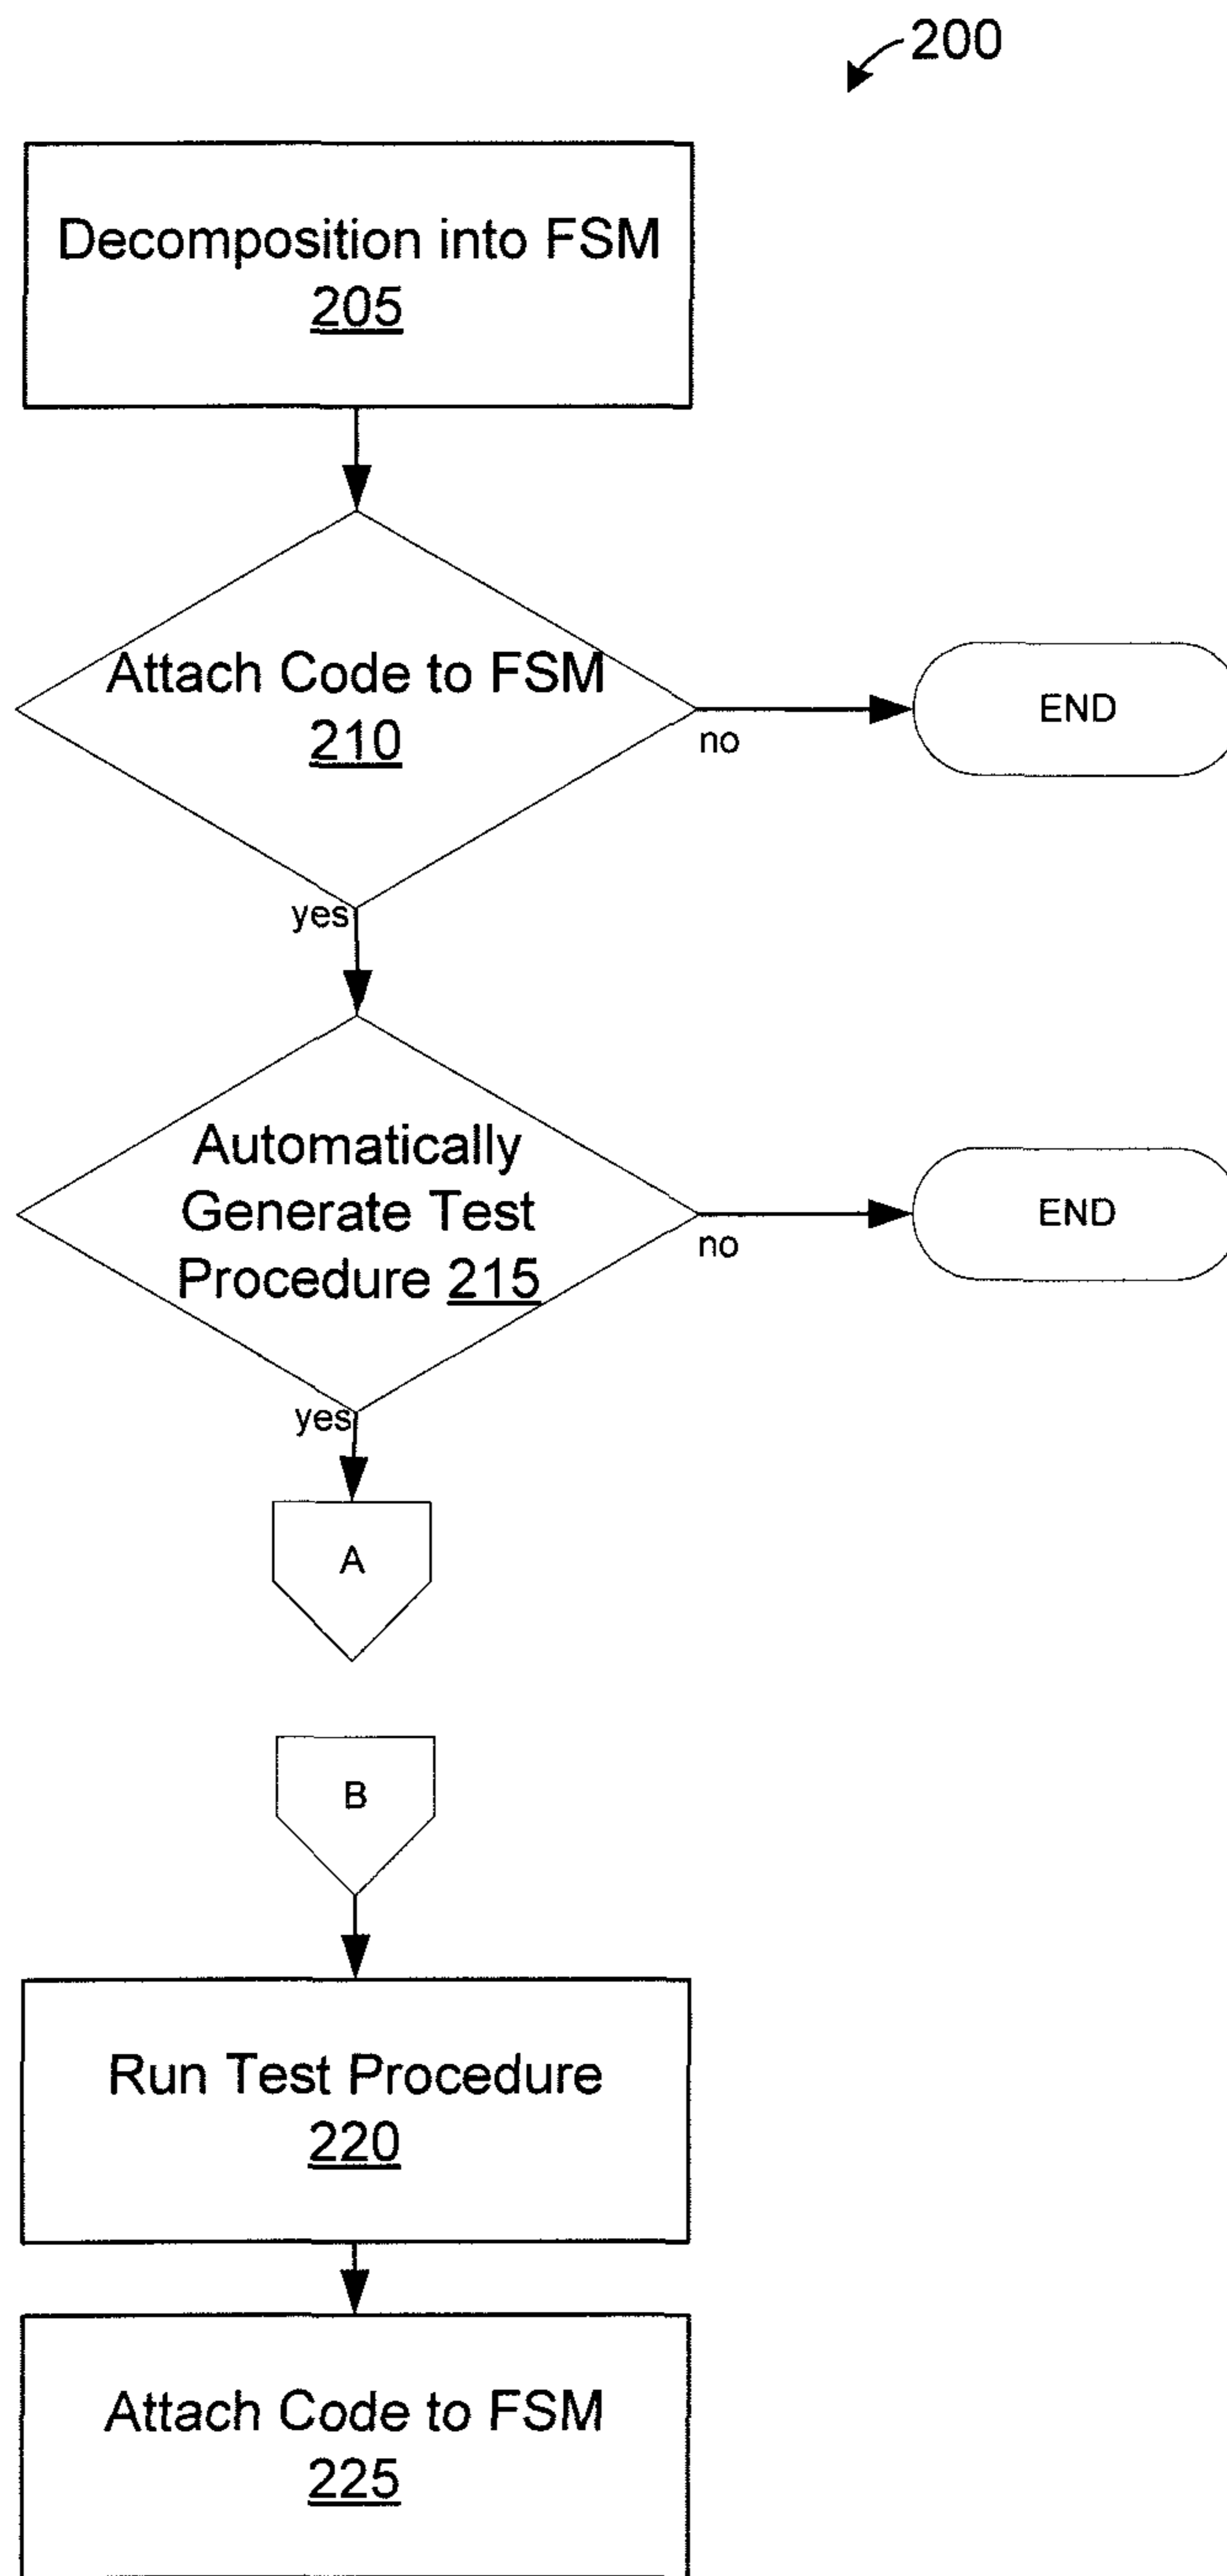 200
Decomposition into FSM
205
Attach Code to FSM
210
no
END
yes
Automatically
Generate Test
Procedure 215
no
END
yes
A
B
Run Test Procedure
220
Attach Code to FSM
225